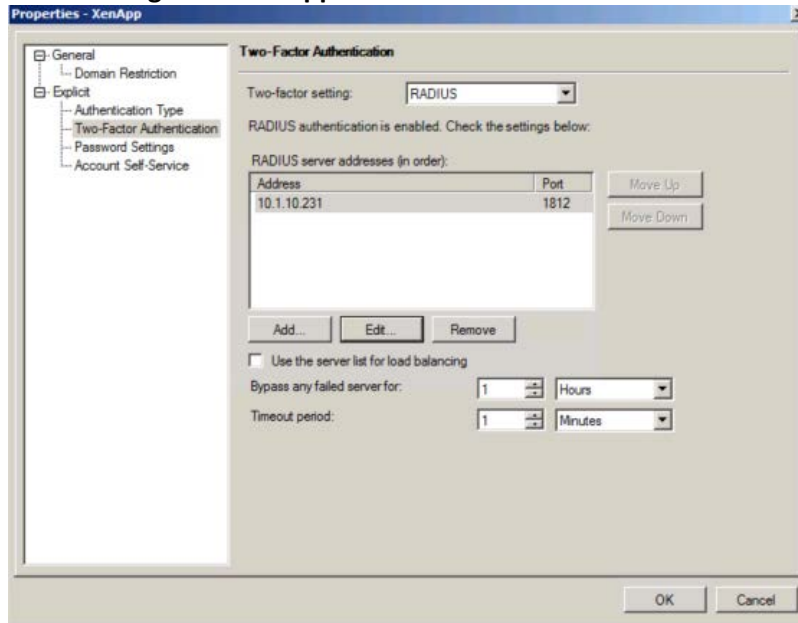 Properties - XenApp
General
Domain Restriction
Explicit
Authentication Type
Two-Factor Authentication
Password Settings
Account Self-Service
Two-Factor Authentication
Two-factor setting: RADIUS
RADIUS authentication is enabled. Check the settings below:
RADIUS server addresses (in order):
Address Port
10.1.10.231 1812
Move Up
Move Down
Add... Edit... Remove
Use the server list for load balancing
Bypass any failed server for: 1 Hours
Timeout period: 1 Minutes
OK Cancel